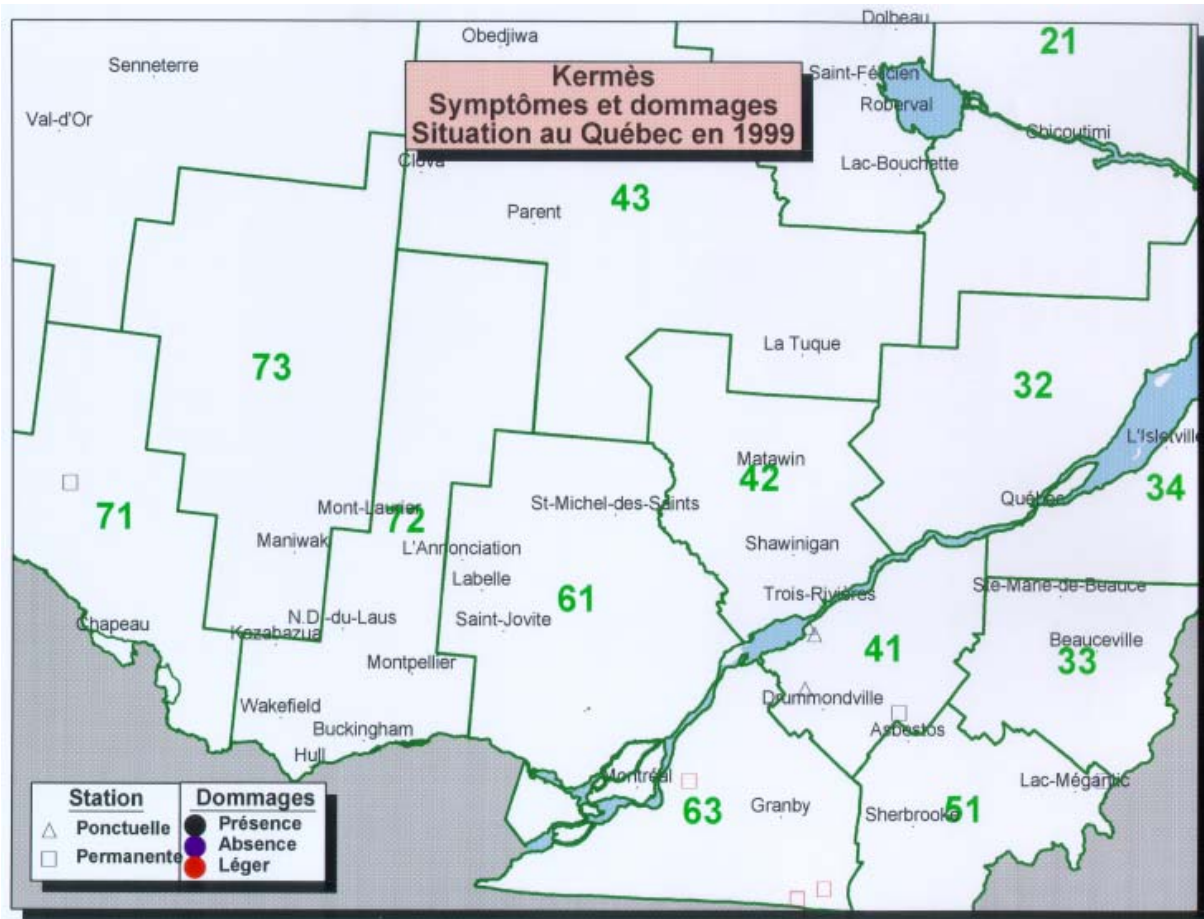 Dolbeau
Obedjiwa
21
Senneterre
Kermès
Symptômes et dommages
Situation au Québec en 1999
Saint-Félicien
Roberval
Val-d'Or
Chicoutimi
Clova
Lac-Bouchette
43
Parent
La Tuque
73
32
L'Isletville
Matawin
42
34
71
Mont-Laurier
72
St-Michel-des-Saints
Québec
Maniwak
L'Annonciation
Shawinigan
Labelle
61
Trois-Rivières
Ste-Marie-de-Beauce
Chapeau
N.D.-du-Laus
Kazabazua
Saint-Jovite
41
Beauceville
33
Montpellier
Wakefield
Drummondville
Buckingham
Asbestos
Hull
Montréal
Lac-Mégantic
63
Granby
Sherbrooke
51
Station
Dommages
Ponctuelle
Présence
Permanente
Absence
Léger